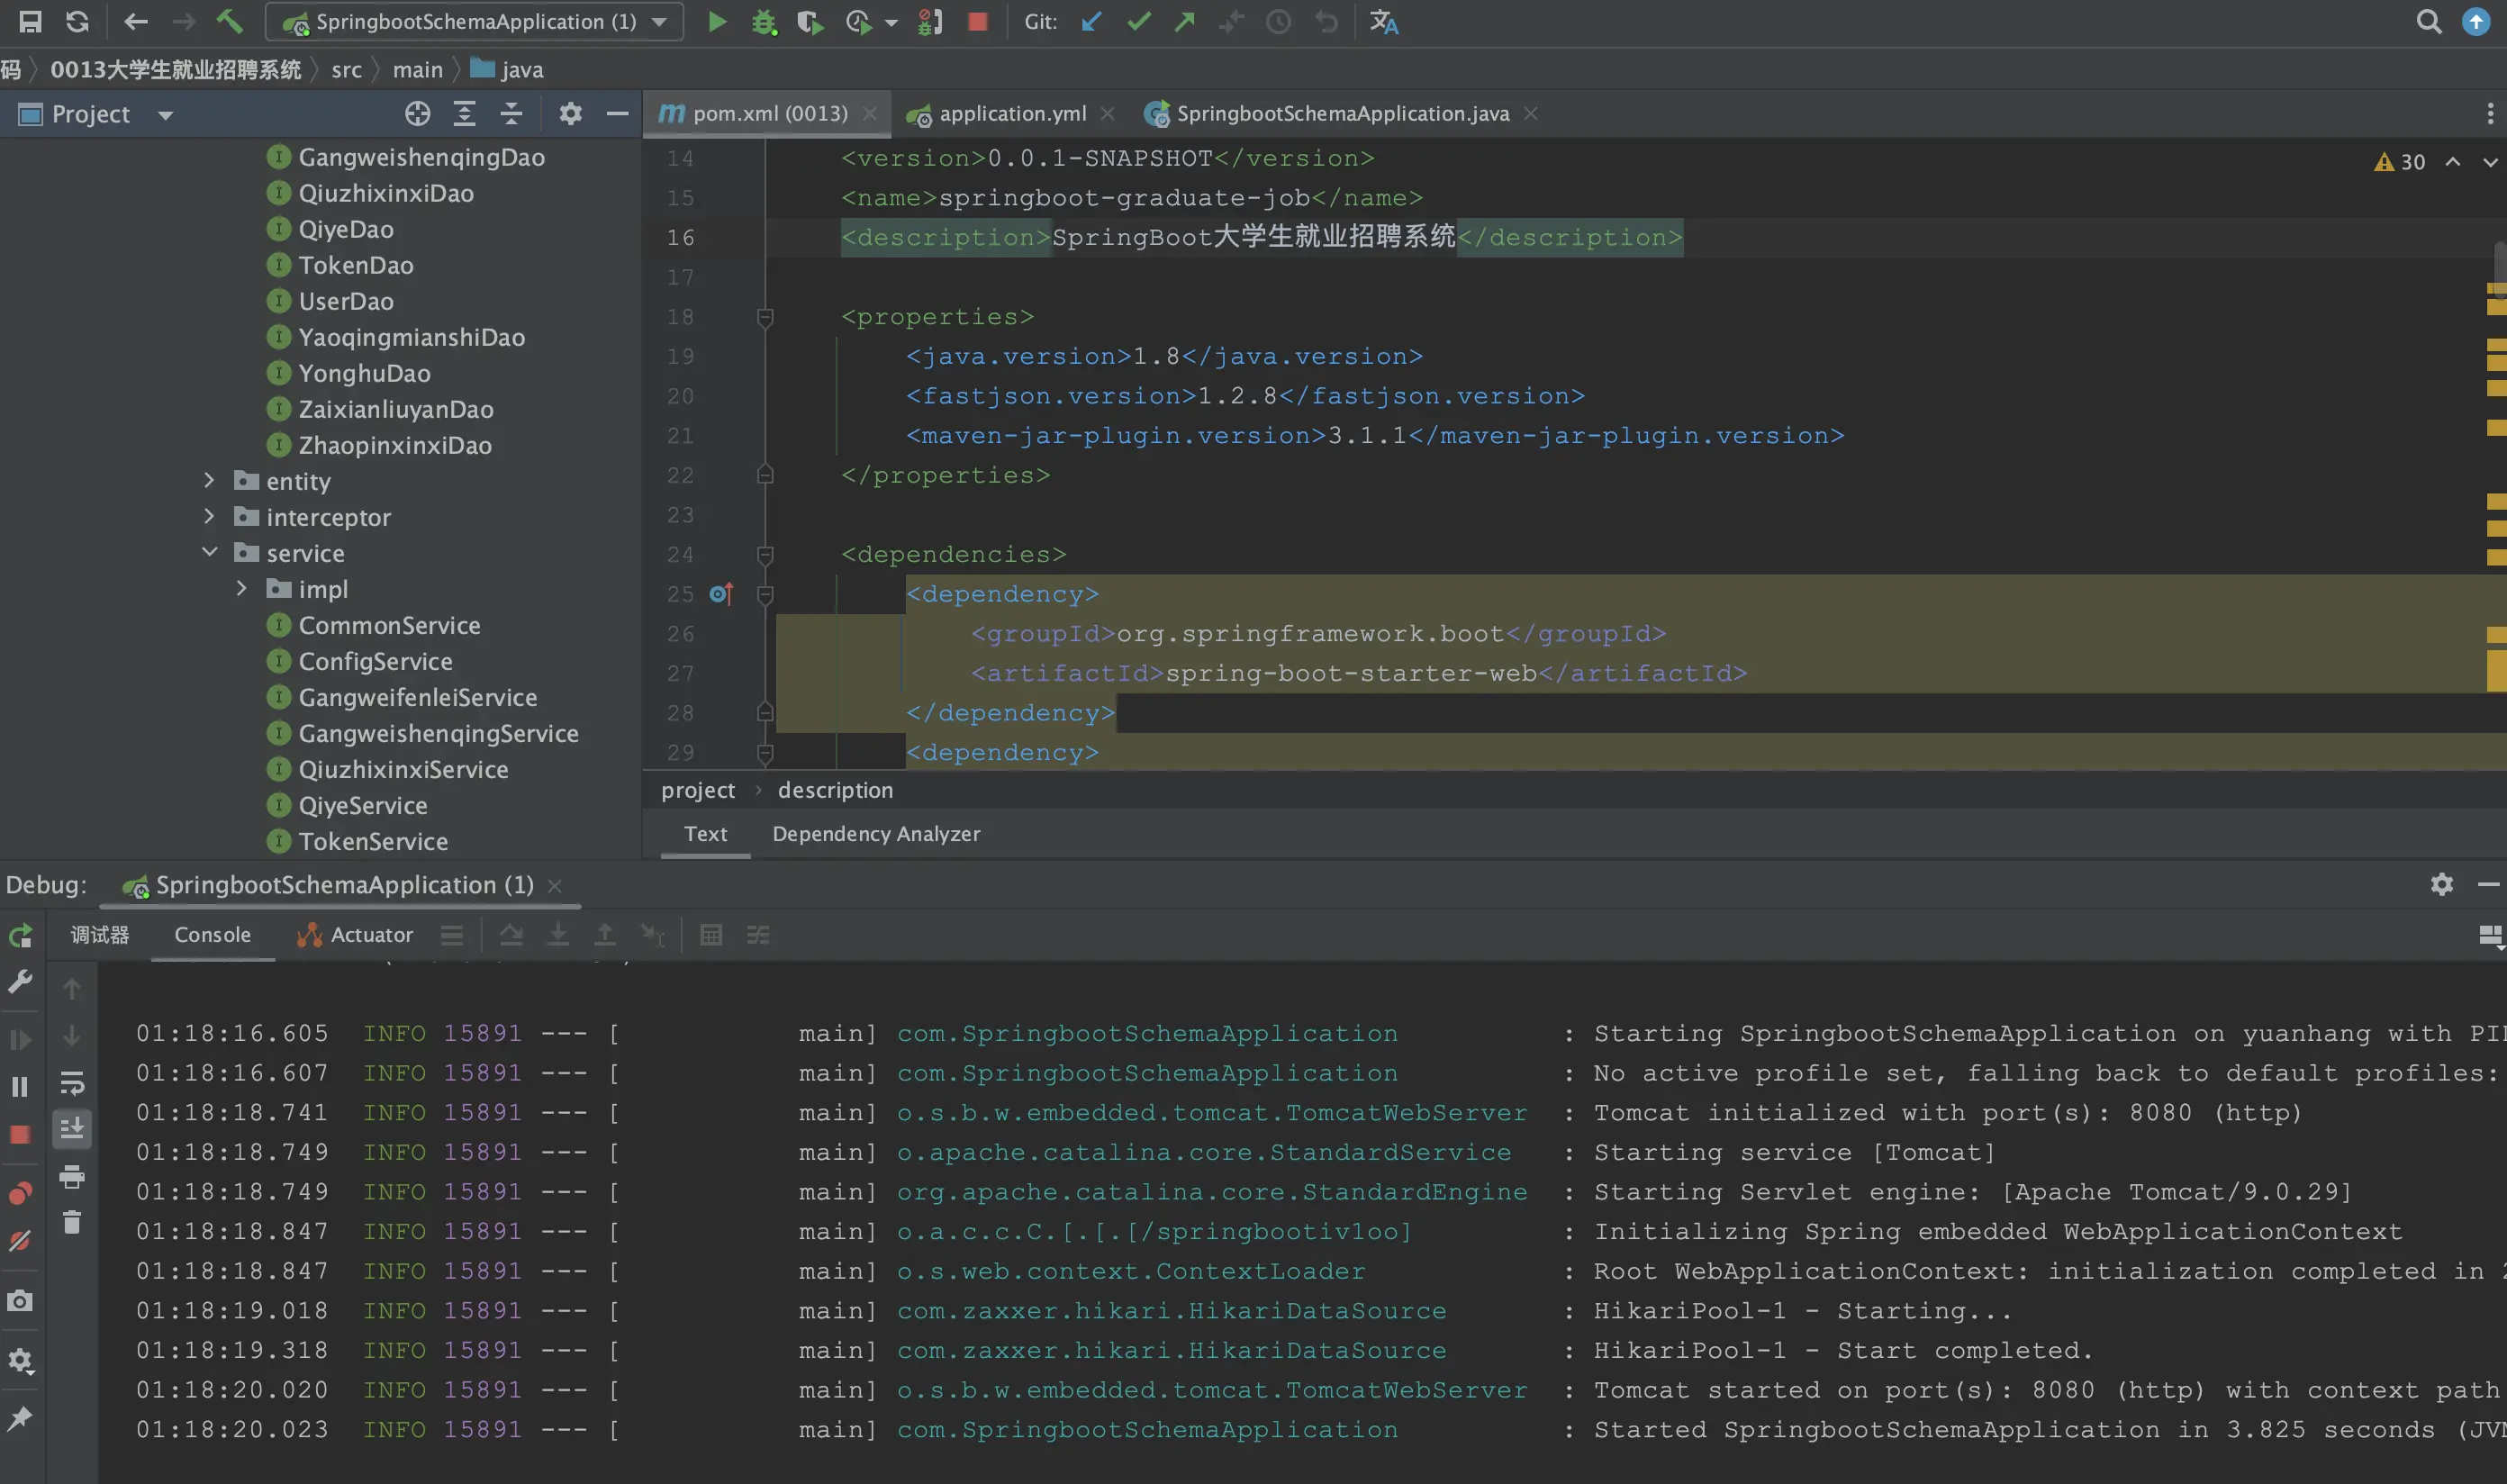 SpringbootSchemaApplication (1)
Git:
码 0013大学生就业招聘系统 src main java
Project
pom.xml (0013)
application.yml
SpringbootSchemaApplication.java
GangweishenqingDao
QiuzhixinxiDao
QiyeDao
TokenDao
UserDao
YaoqingmianshiDao
YonghuDao
ZaixianliuyanDao
ZhaopinxinxiDao
entity
interceptor
service
impl
CommonService
ConfigService
GangweifenleiService
GangweishenqingService
QiuzhixinxiService
QiyeService
TokenService
30
14 <version>0.0.1-SNAPSHOT</version>
15 <name>springboot-graduate-job</name>
16 <description>SpringBoot大学生就业招聘系统</description>
17
18 <properties>
19 <java.version>1.8</java.version>
20 <fastjson.version>1.2.8</fastjson.version>
21 <maven-jar-plugin.version>3.1.1</maven-jar-plugin.version>
22 </properties>
23
24 <dependencies>
25 <dependency>
26 <groupId>org.springframework.boot</groupId>
27 <artifactId>spring-boot-starter-web</artifactId>
28 </dependency>
29 <dependency>
project › description
Text Dependency Analyzer
Debug: SpringbootSchemaApplication (1)
调试器 Console Actuator
01:18:16.605 INFO 15891 --- [ main] com.SpringbootSchemaApplication : Starting SpringbootSchemaApplication on yuanhang with
01:18:16.607 INFO 15891 --- [ main] com.SpringbootSchemaApplication : No active profile set, falling back to default profiles:
01:18:18.741 INFO 15891 --- [ main] o.s.b.w.embedded.tomcat.TomcatWebServer : Tomcat initialized with port(s): 8080 (http)
01:18:18.749 INFO 15891 --- [ main] o.apache.catalina.core.StandardService : Starting service [Tomcat]
01:18:18.749 INFO 15891 --- [ main] org.apache.catalina.core.StandardEngine : Starting Servlet engine: [Apache Tomcat/9.0.29]
01:18:18.847 INFO 15891 --- [ main] o.a.c.c.C.[.[.[/springbootiv1oo] : Initializing Spring embedded WebApplicationContext
01:18:18.847 INFO 15891 --- [ main] o.s.web.context.ContextLoader : Root WebApplicationContext: initialization completed in
01:18:19.018 INFO 15891 --- [ main] com.zaxxer.hikari.HikariDataSource : HikariPool-1 - Starting...
01:18:19.318 INFO 15891 --- [ main] com.zaxxer.hikari.HikariDataSource : HikariPool-1 - Start completed.
01:18:20.020 INFO 15891 --- [ main] o.s.b.w.embedded.tomcat.TomcatWebServer : Tomcat started on port(s): 8080 (http) with context path
01:18:20.023 INFO 15891 --- [ main] com.SpringbootSchemaApplication : Started SpringbootSchemaApplication in 3.825 seconds